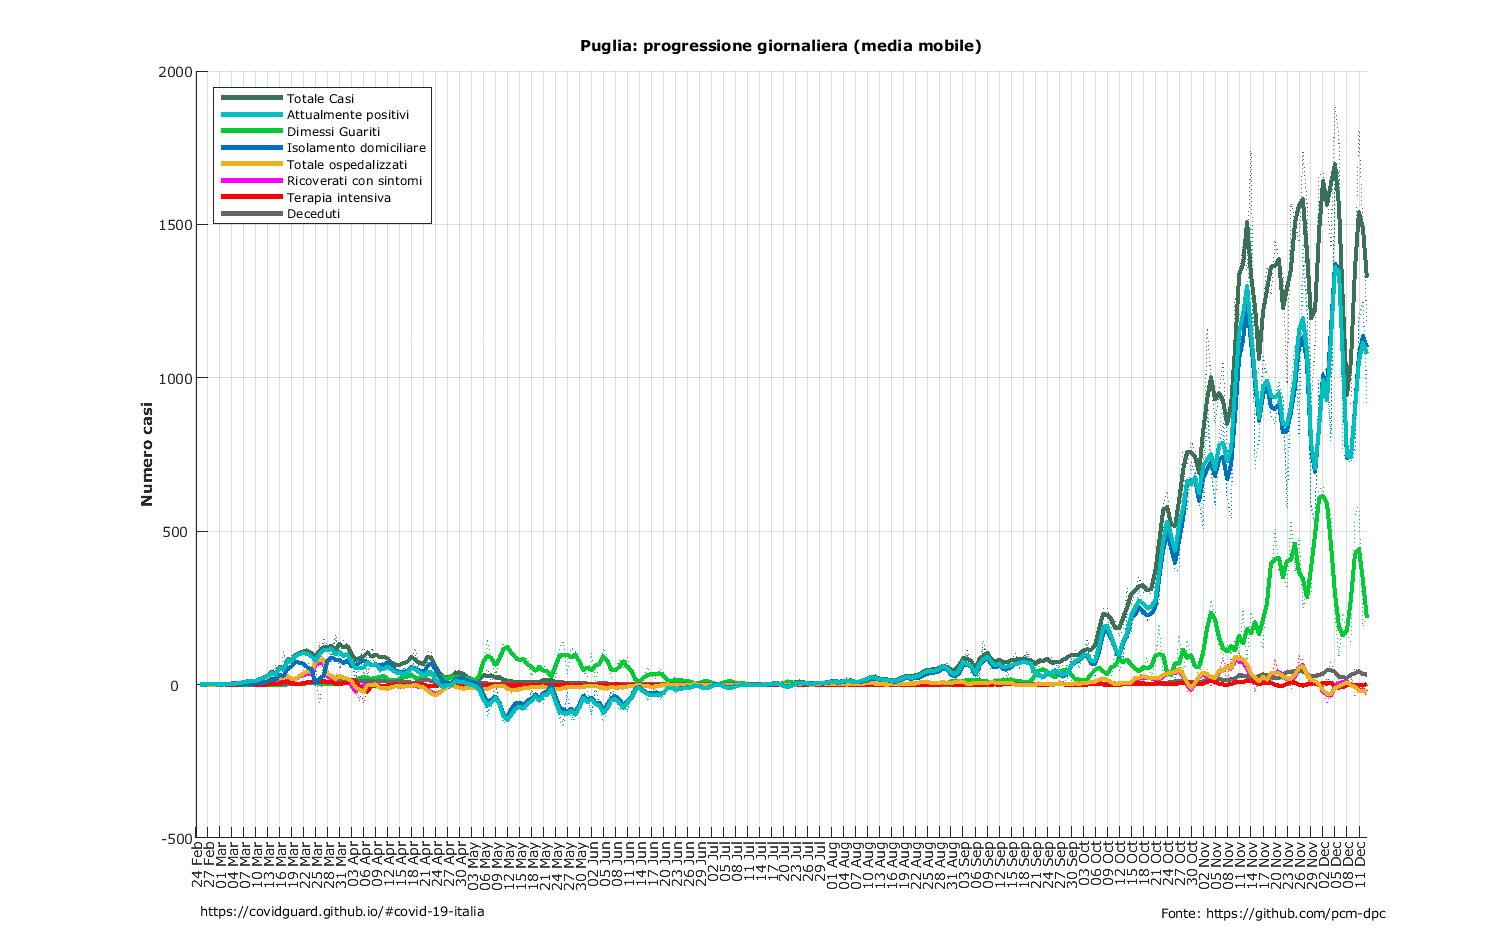 Puglia: progressione giornaliera (media mobile)
Numero casi
2000
1500
1000
500
0
-500
Totale Casi
Attualmente positivi
Dimessi Guariti
Isolamento domiciliare
Totale ospedalizzati
Ricoverati con sintomi
Terapia intensiva
Deceduti
24 Feb
27 Feb
01 Mar
04 Mar
07 Mar
10 Mar
13 Mar
16 Mar
19 Mar
22 Mar
25 Mar
28 Mar
31 Mar
03 Apr
06 Apr
09 Apr
12 Apr
15 Apr
18 Apr
21 Apr
24 Apr
27 Apr
30 Apr
03 May
06 May
09 May
12 May
15 May
18 May
21 May
24 May
27 May
30 May
02 Jun
05 Jun
08 Jun
11 Jun
14 Jun
17 Jun
20 Jun
23 Jun
26 Jun
29 Jun
02 Jul
05 Jul
08 Jul
11 Jul
14 Jul
17 Jul
20 Jul
23 Jul
26 Jul
29 Jul
01 Aug
04 Aug
07 Aug
10 Aug
13 Aug
16 Aug
19 Aug
22 Aug
25 Aug
28 Aug
31 Aug
03 Sep
06 Sep
09 Sep
12 Sep
15 Sep
18 Sep
21 Sep
24 Sep
27 Sep
30 Sep
03 Oct
06 Oct
09 Oct
12 Oct
15 Oct
18 Oct
21 Oct
24 Oct
27 Oct
30 Oct
02 Nov
05 Nov
08 Nov
11 Nov
14 Nov
17 Nov
20 Nov
23 Nov
26 Nov
29 Nov
02 Dec
05 Dec
08 Dec
11 Dec
https://covidguard.github.io/#covid-19-italia
Fonte: https://github.com/pcm-dpc